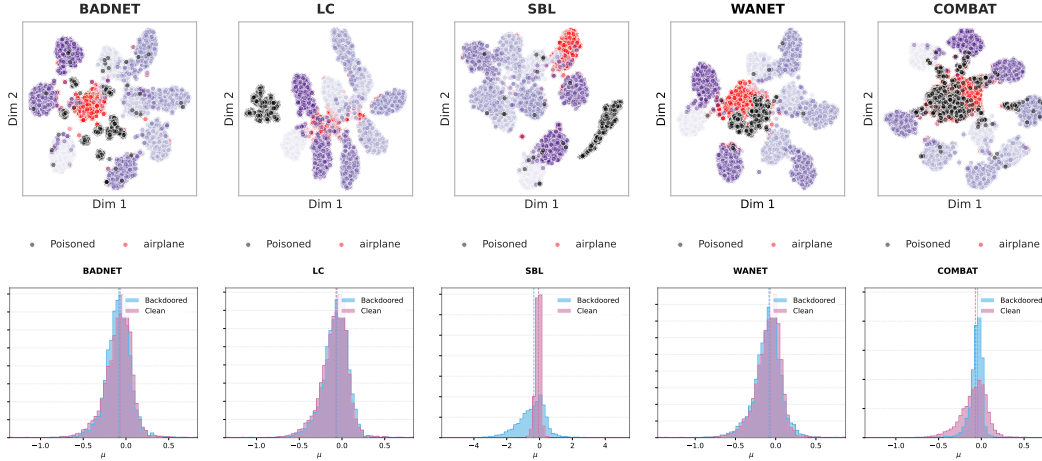 BADNET LC SBL WANET COMBAT
Dim 2 Dim 2 Dim 2 Dim 2 Dim 2
Dim 1 Dim 1 Dim 1 Dim 1 Dim 1
Poisoned airplane Poisoned airplane Poisoned airplane Poisoned airplane Poisoned airplane
BADNET LC SBL WANET COMBAT
Backdoored Backdoored Backdoored Backdoored Backdoored
Clean Clean Clean Clean Clean
−1.0 −0.5 0.0 0.5 −1.0 −0.5 0.0 0.5 −4 −2 0 2 4 −1.0 −0.5 0.0 0.5 −1.0 −0.5 0.0 0.5
μ μ μ μ μ